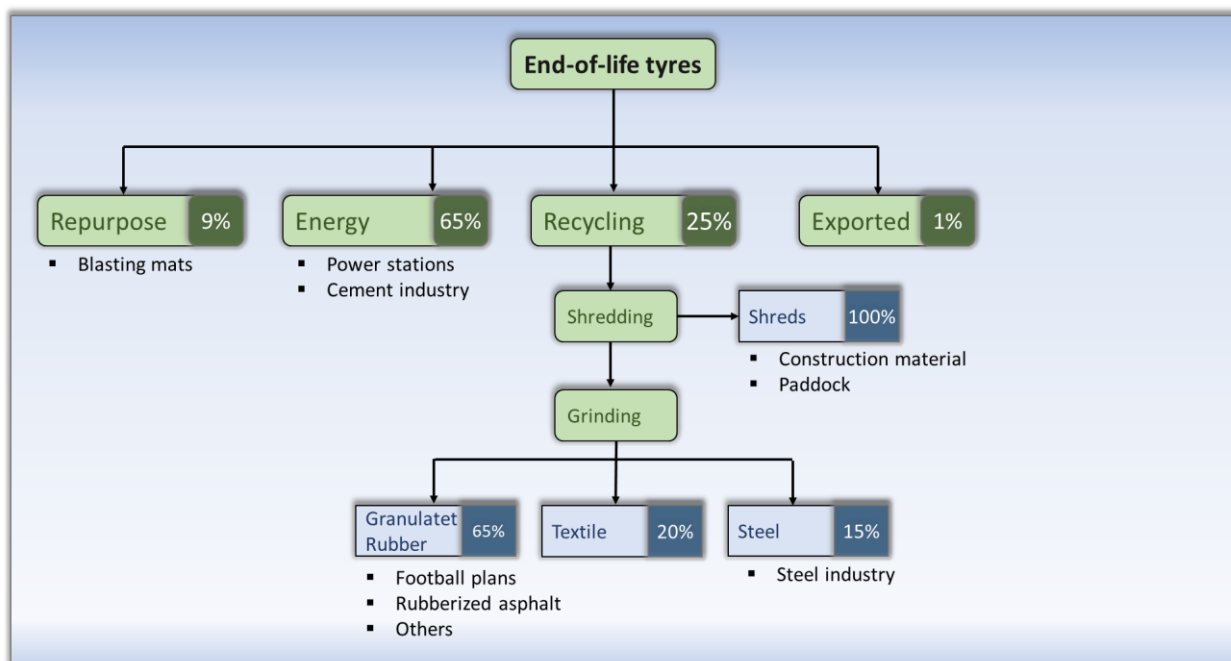 End-of-life tyres
Repurpose 9%
Energy 65%
Recycling 25%
Exported 1%
▪ Blasting mats
▪ Power stations
▪ Cement industry
Shredding
Shreds 100%
▪ Construction material
▪ Paddock
Grinding
Granulatet
Rubber
65%
Textile 20%
Steel 15%
▪ Football plans
▪ Rubberized asphalt
▪ Others
▪ Steel industry